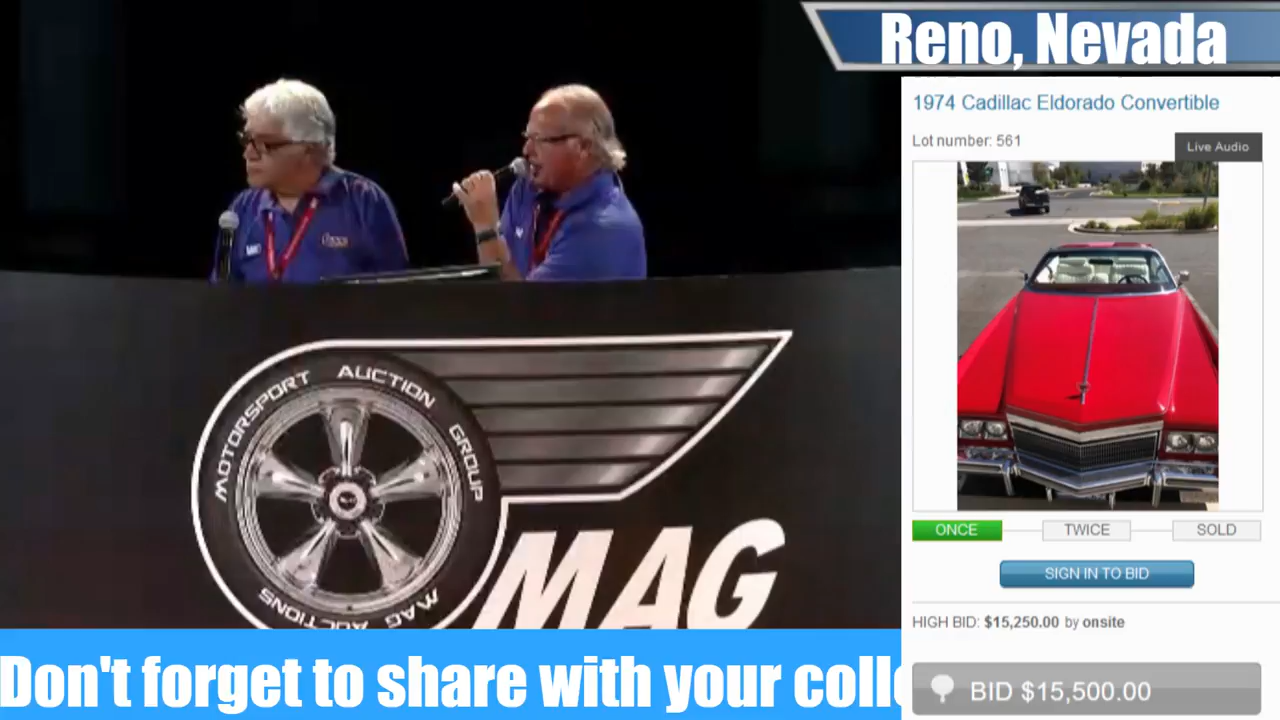 Reno, Nevada
1974 Cadillac Eldorado Convertible
Lot number: 561
Live Audio
ONCE
TWICE
SOLD
SIGN IN TO BID
HIGH BID: $15,250.00 by onsite
BID $15,500.00
MOTORSPORT AUCTION GROUP
MAG AUCTIONS
MAG
Don't forget to share with your colle